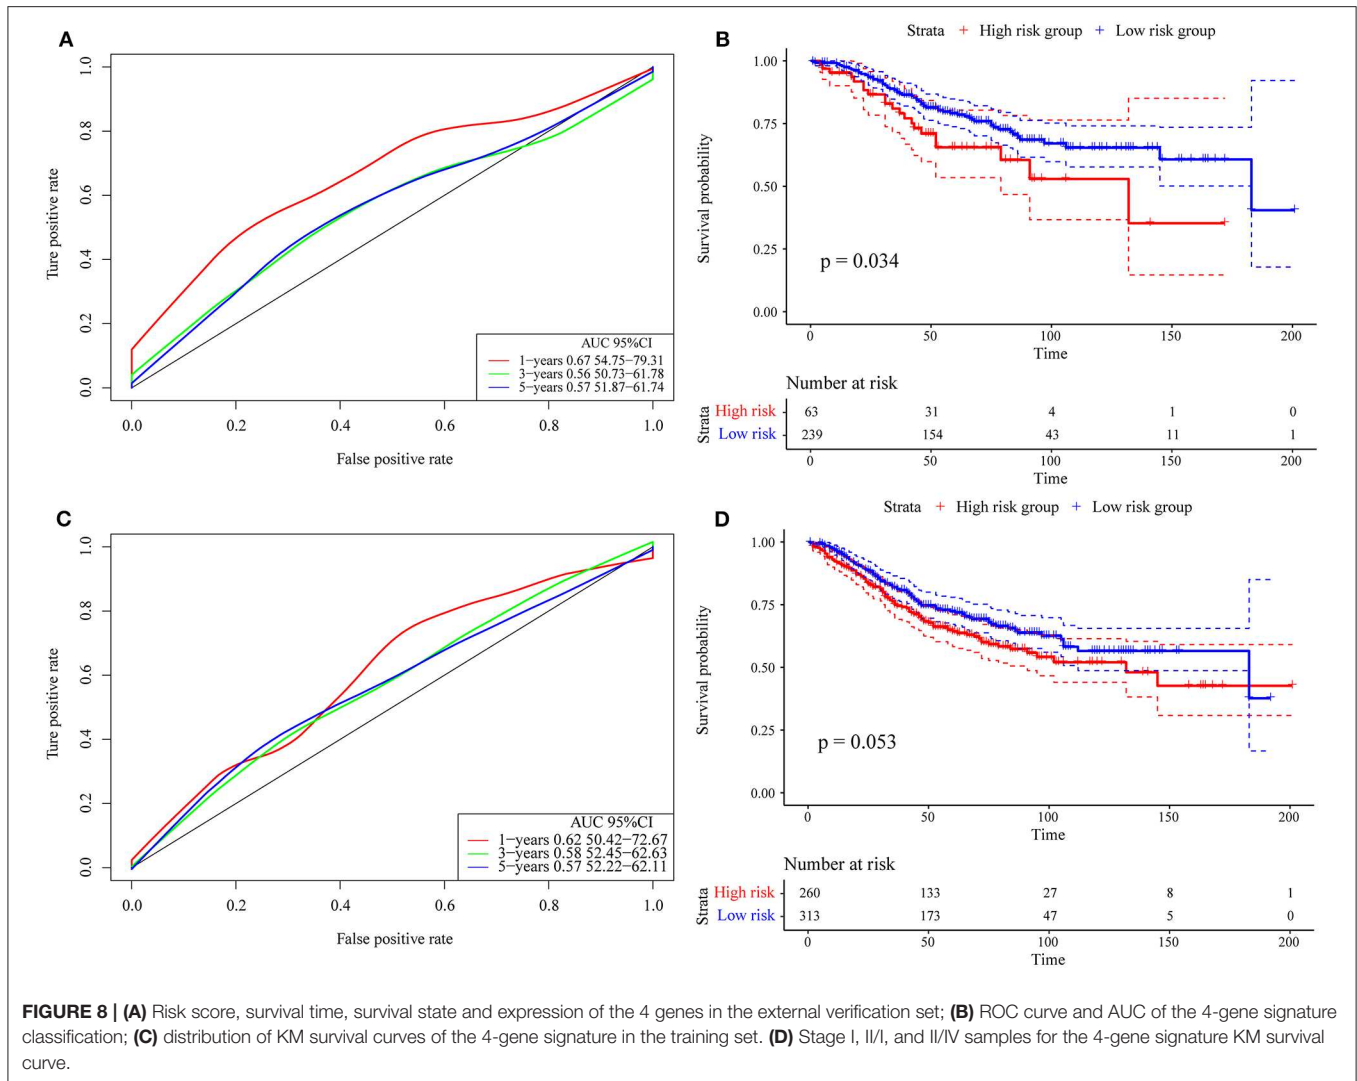 (A)
Ture positive rate
1.0
0.8
0.6
0.4
0.2
0.0
AUC 95%CI
1−years 0.67 54.75−79.31
3−years 0.56 50.73−61.78
5−years 0.57 51.87−61.74
0.0 0.2 0.4 0.6 0.8 1.0
False positive rate
B
Strata High risk group Low risk group
Survival probability
1.00
0.75
0.50
0.25
0.00
p = 0.034
0 50 100 150 200
Time
Number at risk
Strata
High risk 63 31 4 1 0
Low risk 239 154 43 11 1
0 50 100 150 200
Time
C
Ture positive rate
1.0
0.8
0.6
0.4
0.2
0.0
AUC 95%CI
1−years 0.62 50.42−72.67
3−years 0.58 52.45−62.63
5−years 0.57 52.22−62.11
0.0 0.2 0.4 0.6 0.8 1.0
False positive rate
D
Strata High risk group Low risk group
Survival probability
1.00
0.75
0.50
0.25
0.00
p = 0.053
0 50 100 150 200
Time
Number at risk
Strata
High risk 260 133 27 8 1
Low risk 313 173 47 5 0
0 50 100 150 200
Time
FIGURE 8 | (A) Risk score, survival time, survival state and expression of the 4 genes in the external verification set; (B) ROC curve and AUC of the 4-gene signature
classification; (C) distribution of KM survival curves of the 4-gene signature in the training set. (D) Stage I, II/I, and II/IV samples for the 4-gene signature KM survival
curve.